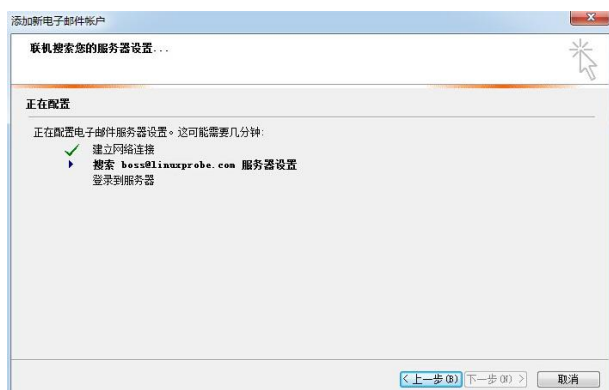 添加新电子邮件帐户
联机搜索您的服务器设置...
正在配置
正在配置电子邮件服务器设置。这可能需要几分钟:
建立网络连接
搜索 boss@linuxprobe.com 服务器设置
登录到服务器
< 上一步(B) 下一步(N) > 取消